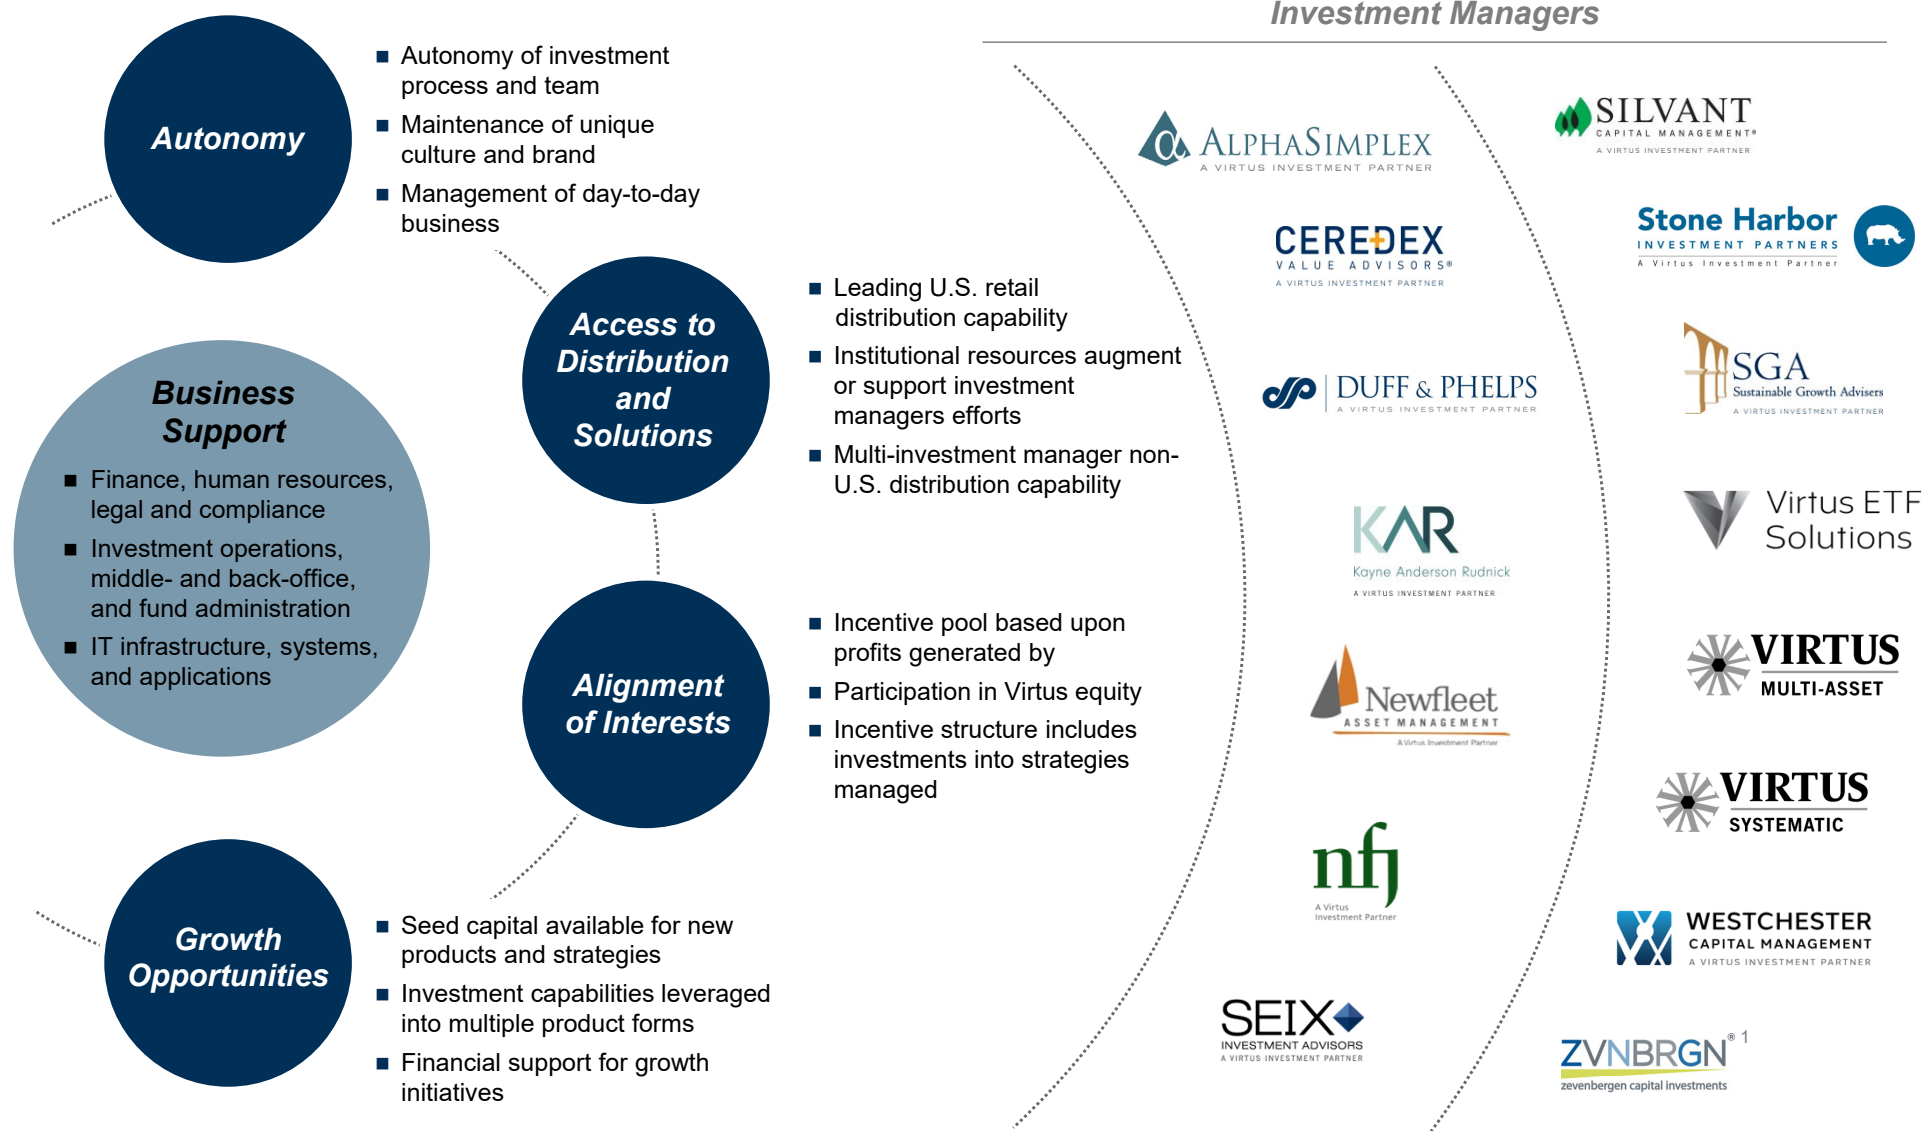 Investment Managers
Autonomy
■ Autonomy of investment
process and team
■ Maintenance of unique
culture and brand
■ Management of day-to-day
business
Access to
Distribution
and
Solutions
■ Leading U.S. retail
distribution capability
■ Institutional resources augment
or support investment
managers efforts
■ Multi-investment manager non-
U.S. distribution capability
Business
Support
■ Finance, human resources,
legal and compliance
■ Investment operations,
middle- and back-office,
and fund administration
■ IT infrastructure, systems,
and applications
Alignment
of Interests
■ Incentive pool based upon
profits generated by
■ Participation in Virtus equity
■ Incentive structure includes
investments into strategies
managed
Growth
Opportunities
■ Seed capital available for new
products and strategies
■ Investment capabilities leveraged
into multiple product forms
■ Financial support for growth
initiatives
ALPHASIMPLEX
A VIRTUS INVESTMENT PARTNER
CEREDEX
VALUE ADVISORS®
A VIRTUS INVESTMENT PARTNER
dp DUFF & PHELPS
A VIRTUS INVESTMENT PARTNER
KAR
Kayne Anderson Rudnick
A VIRTUS INVESTMENT PARTNER
Newfleet
ASSET MANAGEMENT
A Virtus Investment Partner
nfj
A Virtus
Investment Partner
SEIX
INVESTMENT ADVISORS
A VIRTUS INVESTMENT PARTNER
SILVANT
CAPITAL MANAGEMENT®
A VIRTUS INVESTMENT PARTNER
Stone Harbor
INVESTMENT PARTNERS
A Virtus Investment Partner
SGA
Sustainable Growth Advisers
A VIRTUS INVESTMENT PARTNER
Virtus ETF
Solutions
VIRTUS
MULTI-ASSET
VIRTUS
SYSTEMATIC
WESTCHESTER
CAPITAL MANAGEMENT
A VIRTUS INVESTMENT PARTNER
ZVNBRGN® 1
zevenbergen capital investments